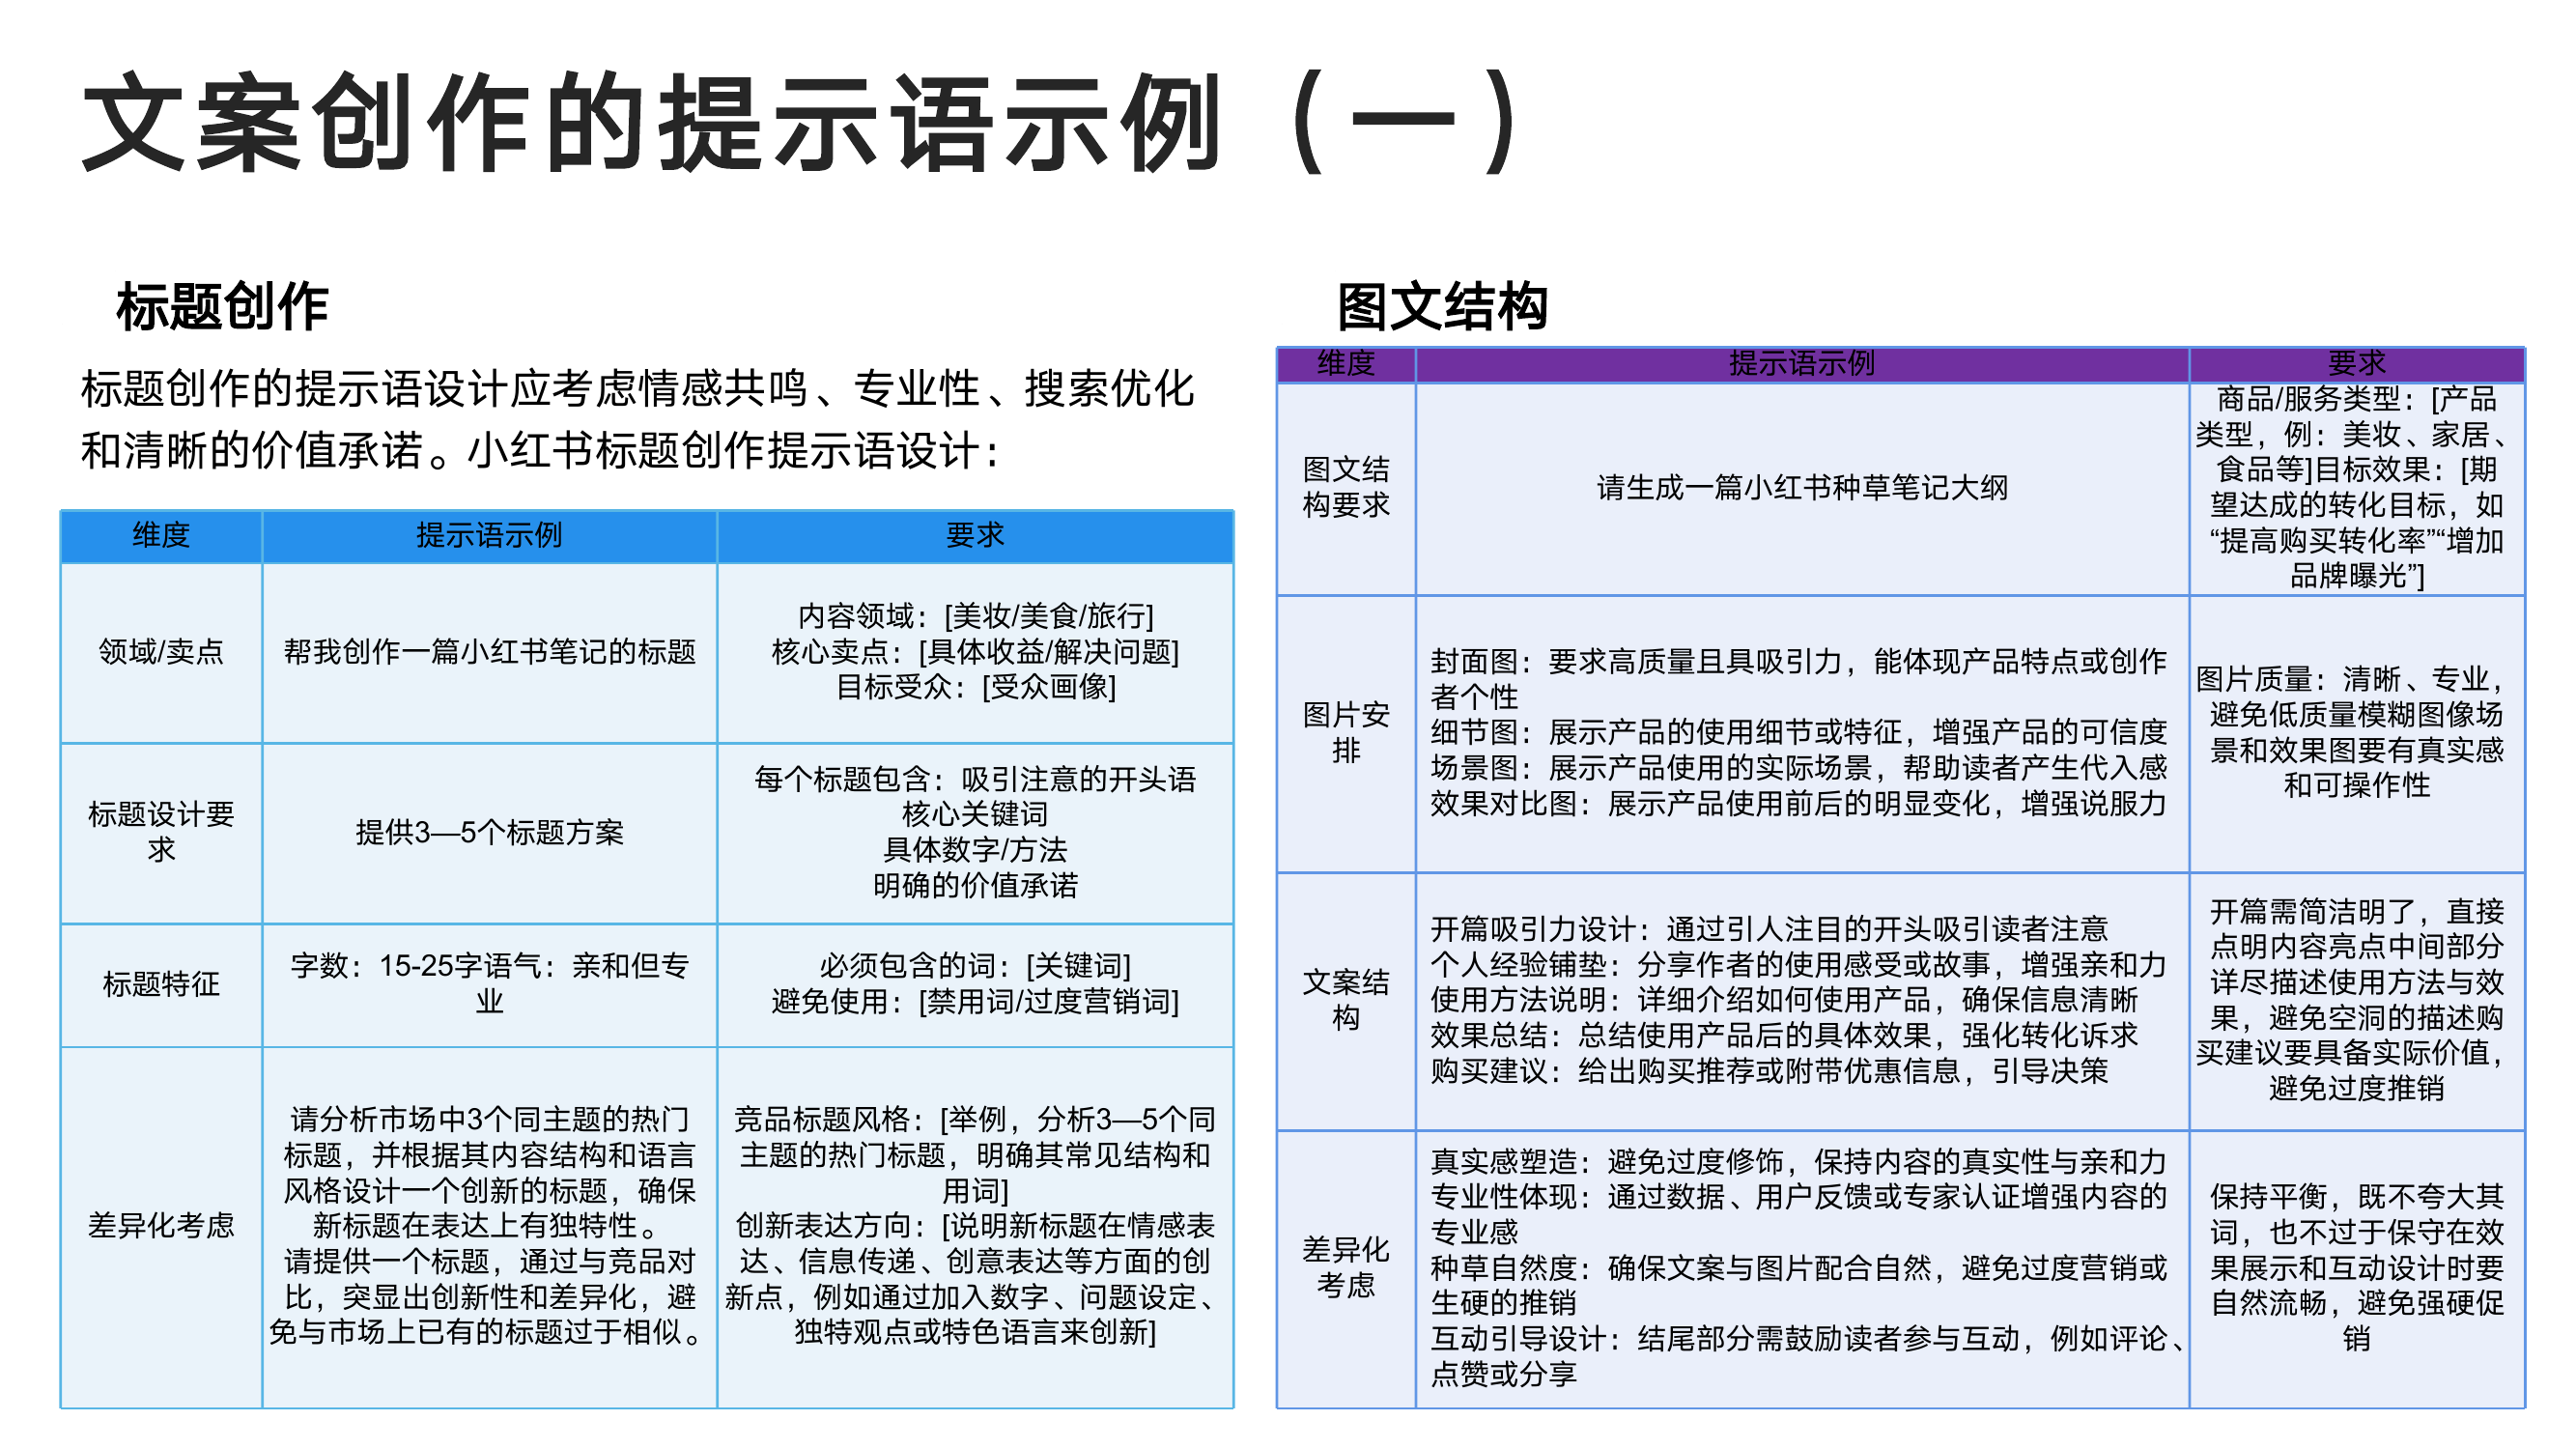 文案创作的提示语示例（一）
标题创作
标题创作的提示语设计应考虑情感共鸣、专业性、搜索优化
和清晰的价值承诺。小红书标题创作提示语设计：
维度
提示语示例
要求
领域/卖点
帮我创作一篇小红书笔记的标题
内容领域：[美妆/美食/旅行]
核心卖点：[具体收益/解决问题]
目标受众：[受众画像]
标题设计要
求
提供3—5个标题方案
每个标题包含：吸引注意的开头语
核心关键词
具体数字/方法
明确的价值承诺
标题特征
字数：15-25字语气：亲和但专
业
必须包含的词：[关键词]
避免使用：[禁用词/过度营销词]
差异化考虑
请分析市场中3个同主题的热门
标题，并根据其内容结构和语言
风格设计一个创新的标题，确保
新标题在表达上有独特性。
请提供一个标题，通过与竞品对
比，突显出创新性和差异化，避
免与市场上已有的标题过于相似。
竞品标题风格：[举例，分析3—5个同
主题的热门标题，明确其常见结构和
用词]
创新表达方向：[说明新标题在情感表
达、信息传递、创意表达等方面的创
新点，例如通过加入数字、问题设定、
独特观点或特色语言来创新]
图文结构
维度
提示语示例
要求
图文结
构要求
请生成一篇小红书种草笔记大纲
商品/服务类型：[产品
类型，例：美妆、家居、
食品等]目标效果：[期
望达成的转化目标，如
“提高购买转化率”“增加
品牌曝光”]
图片安
排
封面图：要求高质量且具吸引力，能体现产品特点或创作
者个性
细节图：展示产品的使用细节或特征，增强产品的可信度
场景图：展示产品使用的实际场景，帮助读者产生代入感
效果对比图：展示产品使用前后的明显变化，增强说服力
图片质量：清晰、专业，
避免低质量模糊图像场
景和效果图要有真实感
和可操作性
文案结
构
开篇吸引力设计：通过引人注目的开头吸引读者注意
个人经验铺垫：分享作者的使用感受或故事，增强亲和力
使用方法说明：详细介绍如何使用产品，确保信息清晰
效果总结：总结使用产品后的具体效果，强化转化诉求
购买建议：给出购买推荐或附带优惠信息，引导决策
开篇需简洁明了，直接
点明内容亮点中间部分
详尽描述使用方法与效
果，避免空洞的描述购
买建议要具备实际价值，
避免过度推销
差异化
考虑
真实感塑造：避免过度修饰，保持内容的真实性与亲和力
专业性体现：通过数据、用户反馈或专家认证增强内容的
专业感
种草自然度：确保文案与图片配合自然，避免过度营销或
生硬的推销
互动引导设计：结尾部分需鼓励读者参与互动，例如评论、
点赞或分享
保持平衡，既不夸大其
词，也不过于保守在效
果展示和互动设计时要
自然流畅，避免强硬促
销